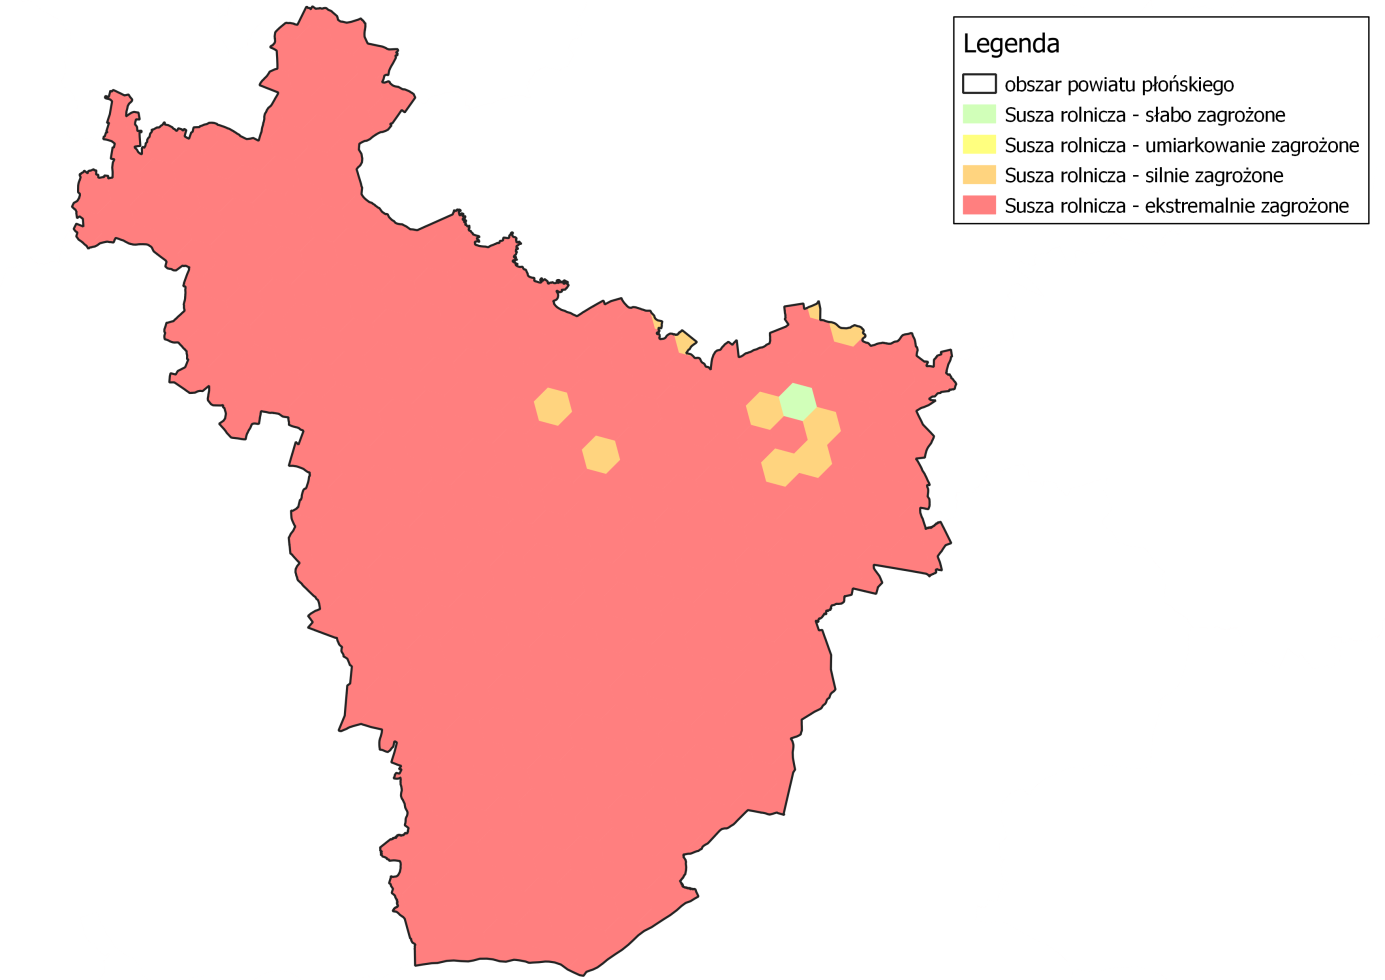 Legenda
obszar powiatu płońskiego
Susza rolnicza - słabo zagrożone
Susza rolnicza - umiarkowanie zagrożone
Susza rolnicza - silnie zagrożone
Susza rolnicza - ekstremalnie zagrożone